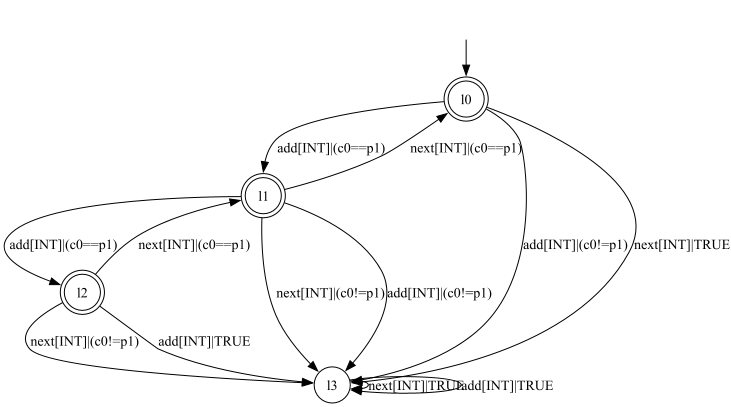 l0
add[INT]|(c0==p1)
next[INT]|(c0==p1)
l1
add[INT]|(c0==p1)
next[INT]|(c0==p1)
add[INT]|(c0!=p1)
next[INT]|TRUE
l2
next[INT]|(c0!=p1)
add[INT]|(c0!=p1)
next[INT]|(c0!=p1)
add[INT]|TRUE
l3
next[INT]|TRUE
add[INT]|TRUE